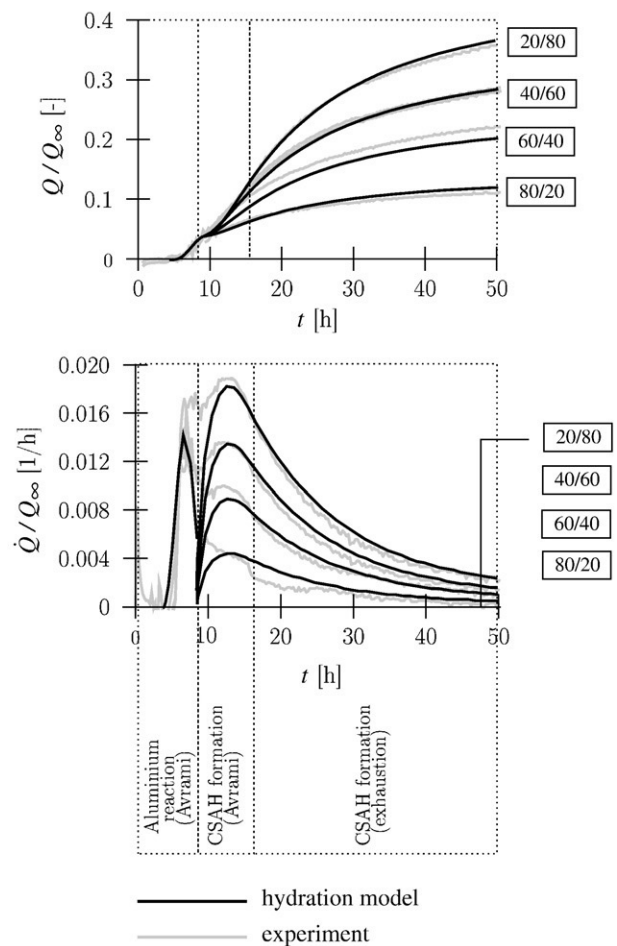 0.4
0.3
0.2
0.1
0
Q/Q∞ [-]
0 10 20 30 40 50
t [h]
20/80
40/60
60/40
80/20
0.020
0.016
0.012
0.008
0.004
0
Q̇/Q∞ [1/h]
0 10 20 30 40 50
t [h]
20/80
40/60
60/40
80/20
Aluminium
reaction
(Avrami)
CSAH formation
(Avrami)
CSAH formation
(exhaustion)
hydration model
experiment